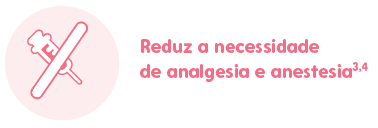 Reduz a necessidade
de analgesia e anestesia³,⁴